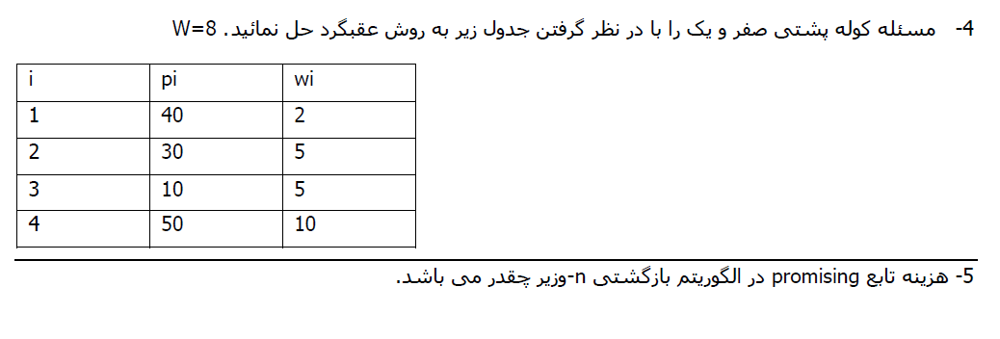 4- مسئله کوله پشتی صفر و یک را با در نظر گرفتن جدول زیر به روش عقبگرد حل نمائید. W=8
i pi wi
1 40 2
2 30 5
3 10 5
4 50 10
5- هزینه تابع promising در الگوریتم بازگشتی n-وزیر چقدر می باشد.